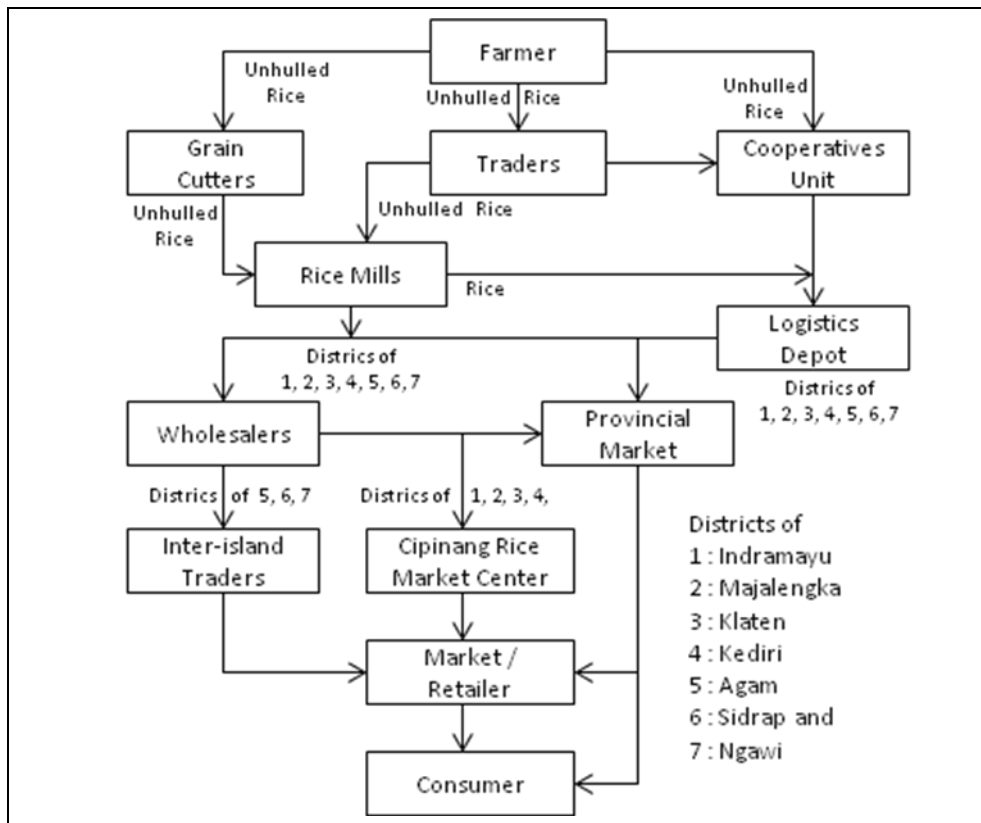 Farmer
Unhulled
Rice
Unhulled Rice
Unhulled
Rice
Grain
Cutters
Traders
Cooperatives
Unit
Unhulled
Rice
Unhulled Rice
Rice Mills
Rice
Logistics
Depot
Districs of
1, 2, 3, 4, 5, 6, 7
Districs of
1, 2, 3, 4, 5, 6, 7
Wholesalers
Provincial
Market
Districs of 5, 6, 7
Districs of 1, 2, 3, 4,
Inter-island
Traders
Cipinang Rice
Market Center
Market /
Retailer
Consumer
Districts of
1 : Indramayu
2 : Majalengka
3 : Klaten
4 : Kediri
5 : Agam
6 : Sidrap and
7 : Ngawi